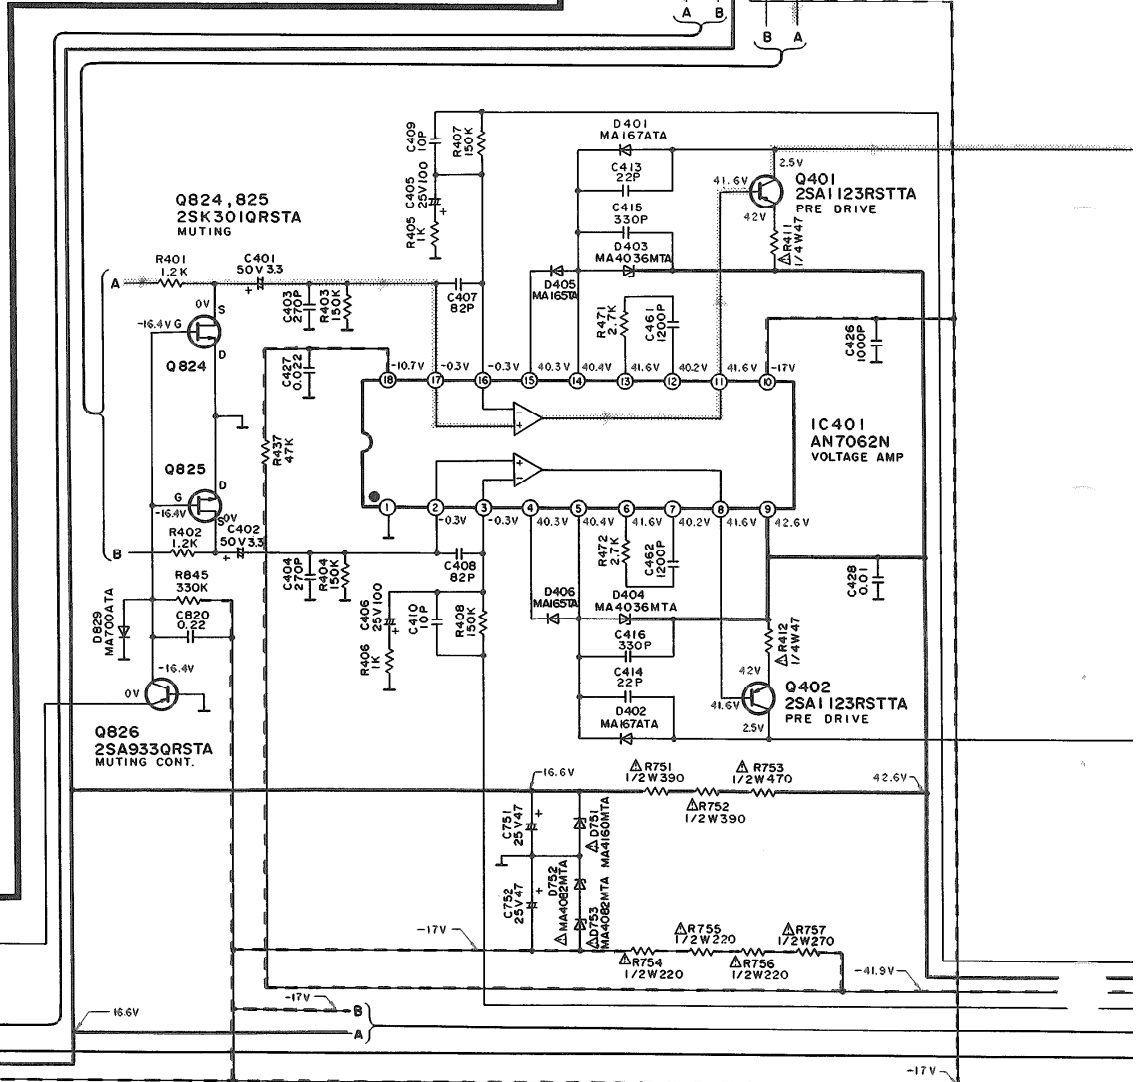 A B
B A
Q824,825
2SK301QRSTA
MUTING
C409
10P
R407
150K
C405
25V100
R405
1K
D401
MA167ATA
C413
22P
C415
330P
D403
MA4036MTA
2.5V
41.6V
42V
Q401
2SA1123RSTTA
PRE DRIVE
⚠R411
1/4W47
A
R401
1.2K
C401
50V3.3
+
C403
270P
R403
150K
C407
82P
D405
MA165TA
R471
2.7K
C461
1200P
C426
1000P
0V S
-16.4V G
D
Q824
C427
0.022
-10.7V -0.3V -0.3V 40.3V 40.4V 41.6V 40.2V 41.6V -17V
18 17 16 15 14 13 12 11 10
-
+
+
-
IC401
AN7062N
VOLTAGE AMP
R437
47K
Q825
D
G
-16.4V
S 0V
1 2 3 4 5 6 7 8 9
-0.3V -0.3V 40.3V 40.4V 41.6V 40.2V 41.6V 42.6V
B
R402
1.2K
C402
50V3.3
+
C404
270P
R404
150K
C408
82P
R472
2.7K
C462
1200P
C428
0.01
R845
330K
C820
0.22
D829
MA700ATA
C406
25V100
+
R406
1K
C410
10P
R408
150K
D406
MA165TA
D404
MA4036MTA
C416
330P
C414
22P
D402
MA167ATA
⚠R412
1/4W47
42V
41.6V
2.5V
Q402
2SA1123RSTTA
PRE DRIVE
-16.4V
0V
Q826
2SA933QRSTA
MUTING CONT.
16.6V
⚠R751
1/2W390
⚠R752
1/2W390
⚠R753
1/2W470
42.6V
C751
25V47
+
⚠D751
MA4160MTA
C752
25V47
+
D752
⚠MA4082MTA
⚠D753
MA4082MTA
-17V
⚠R754
1/2W220
⚠R755
1/2W220
⚠R756
1/2W220
⚠R757
1/2W270
-41.9V
-17V B
16.6V
A
-17V